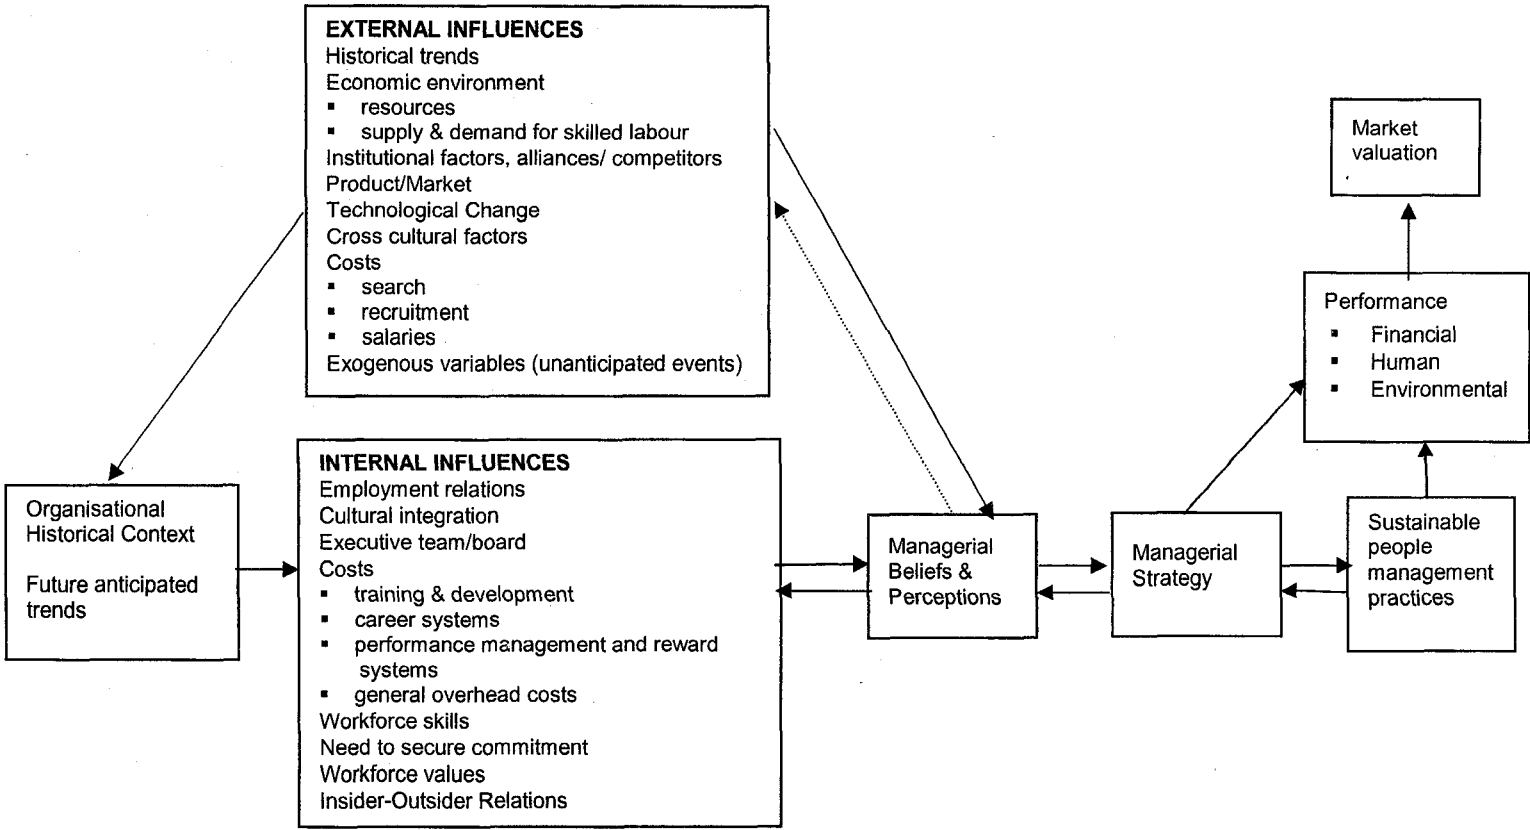 EXTERNAL INFLUENCES
Historical trends
Economic environment
▪ resources
▪ supply & demand for skilled labour
Institutional factors, alliances/ competitors
Product/Market
Technological Change
Cross cultural factors
Costs
▪ search
▪ recruitment
▪ salaries
Exogenous variables (unanticipated events)
Organisational
Historical Context
Future anticipated
trends
INTERNAL INFLUENCES
Employment relations
Cultural integration
Executive team/board
Costs
▪ training & development
▪ career systems
▪ performance management and reward
systems
▪ general overhead costs
Workforce skills
Need to secure commitment
Workforce values
Insider-Outsider Relations
Managerial
Beliefs &
Perceptions
Managerial
Strategy
Sustainable
people
management
practices
Performance
▪ Financial
▪ Human
▪ Environmental
Market
valuation